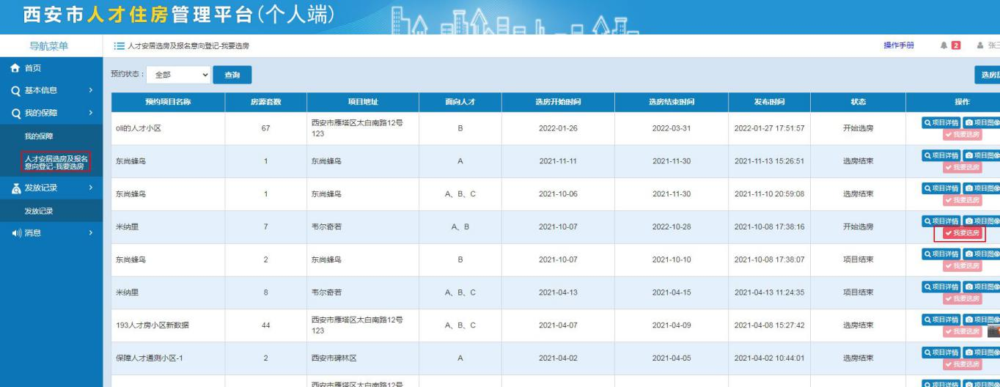 西安市人才住房管理平台(个人端)
导航菜单
人才安居选房及报名意向登记-我要选房
操作手册
2
张三
首页
基本信息
我的保障
我的保障
人才安居选房及报名
意向登记-我要选房
发放记录
发放记录
消息
预约状态：
全部
查询
选房
预约项目名称 房源套数 项目地址 面向人才 选房开始时间 选房结束时间 发布时间 状态 操作
oli的人才小区 67 西安市雁塔区太白南路12号
123 B 2022-01-26 2022-03-31 2022-01-27 17:51:57 开始选房 项目详情 项目图像
我要选房
东尚蜂鸟 1 东尚蜂鸟 A 2021-11-11 2021-11-30 2021-11-13 15:26:51 选房结束 项目详情 项目图像
我要选房
东尚蜂鸟 1 东尚蜂鸟 A、B、C 2021-10-06 2021-11-30 2021-11-10 20:59:08 选房结束 项目详情 项目图像
我要选房
米纳里 7 韦尔奇若 A、B 2021-10-07 2022-10-28 2021-10-08 17:38:16 开始选房 项目详情 项目图像
我要选房
东尚蜂鸟 2 东尚蜂鸟 B 2021-10-07 2021-10-10 2021-10-08 17:38:07 项目结束 项目详情 项目图像
我要选房
米纳里 8 韦尔奇若 A、B、C 2021-04-13 2021-04-15 2021-04-13 11:24:35 项目结束 项目详情 项目图像
我要选房
193人才房小区新数据 44 西安市雁塔区太白南路12号
123 A、B、C 2021-04-07 2021-04-09 2021-04-08 15:27:42 选房结束 项目详情 项目图像
我要选房
保障人才通测小区-1 2 西安市碑林区 A 2021-04-02 2021-04-05 2021-04-02 10:44:01 选房结束 项目详情 项目图像
我要选房
西安市雁塔区太白南路12号 项目详情 项目图像